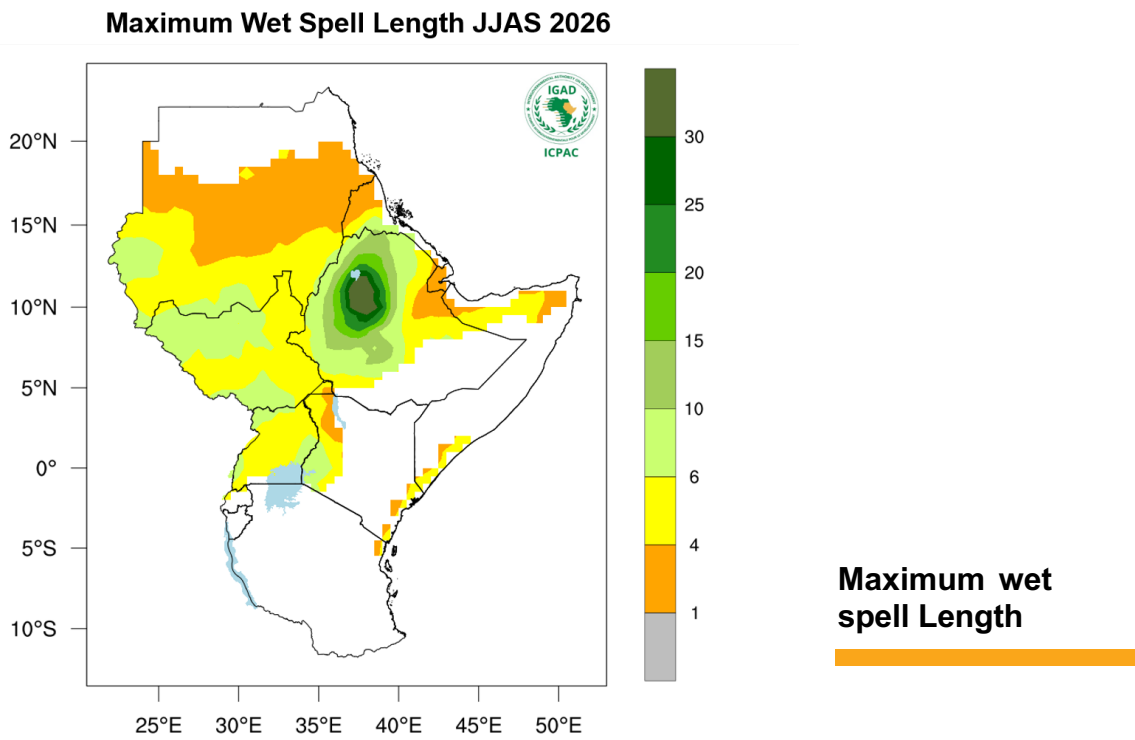 Maximum Wet Spell Length JJAS 2026
IGAD
ICPAC
20°N
15°N
10°N
5°N
0°
5°S
10°S
25°E 30°E 35°E 40°E 45°E 50°E
30
25
20
15
10
6
4
1
Maximum wet
spell Length